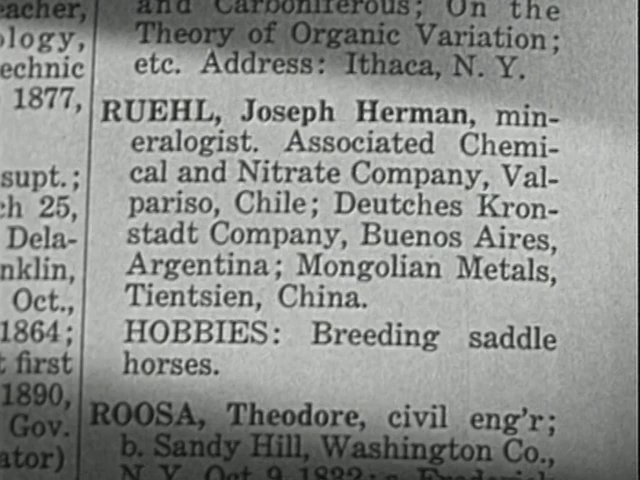 eacher,
ology,
echnic
1877,
supt.;
ch 25,
Dela-
nklin,
Oct.,
1864;
t first
1890,
Gov.
ator)
and Carboniferous; On the
Theory of Organic Variation;
etc. Address: Ithaca, N. Y.
RUEHL, Joseph Herman, min-
eralogist. Associated Chemi-
cal and Nitrate Company, Val-
pariso, Chile; Deutches Kron-
stadt Company, Buenos Aires,
Argentina; Mongolian Metals,
Tientsien, China.
HOBBIES: Breeding saddle
horses.
ROOSA, Theodore, civil eng'r;
b. Sandy Hill, Washington Co.,
N. Y. Oct 9 1832; s. Frederick